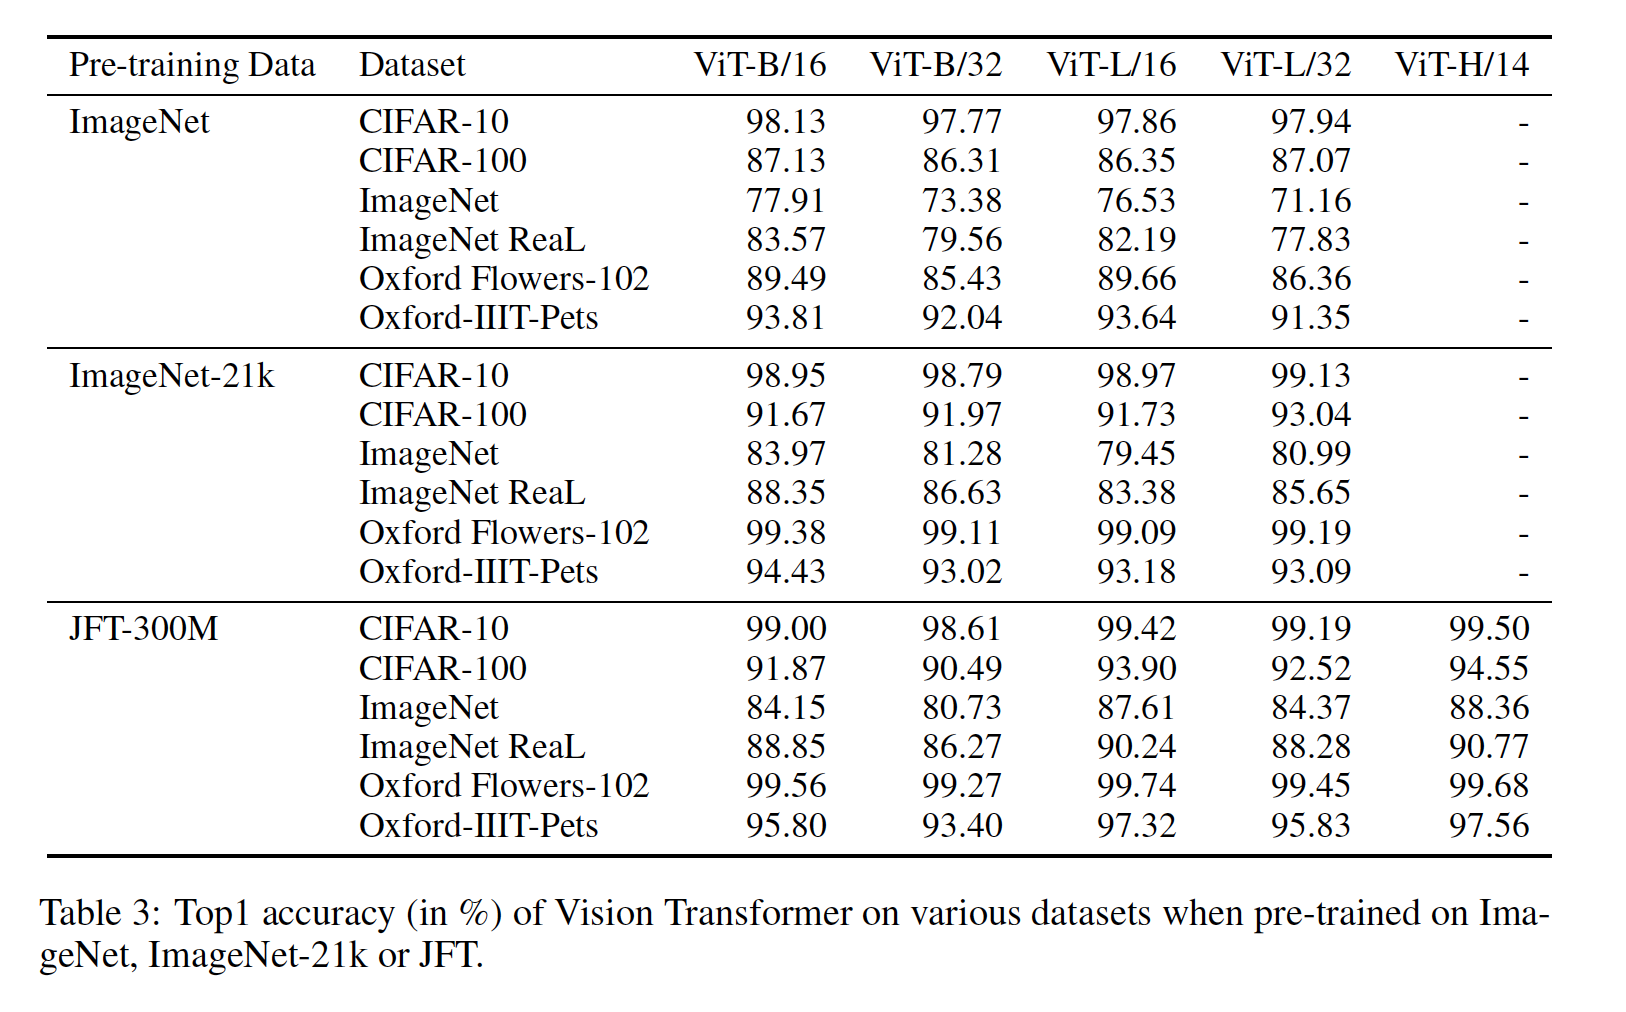 Pre-training Data Dataset ViT-B/16 ViT-B/32 ViT-L/16 ViT-L/32 ViT-H/14
ImageNet CIFAR-10 98.13 97.77 97.86 97.94 -
CIFAR-100 87.13 86.31 86.35 87.07 -
ImageNet 77.91 73.38 76.53 71.16 -
ImageNet ReaL 83.57 79.56 82.19 77.83 -
Oxford Flowers-102 89.49 85.43 89.66 86.36 -
Oxford-IIIT-Pets 93.81 92.04 93.64 91.35 -
ImageNet-21k CIFAR-10 98.95 98.79 98.97 99.13 -
CIFAR-100 91.67 91.97 91.73 93.04 -
ImageNet 83.97 81.28 79.45 80.99 -
ImageNet ReaL 88.35 86.63 83.38 85.65 -
Oxford Flowers-102 99.38 99.11 99.09 99.19 -
Oxford-IIIT-Pets 94.43 93.02 93.18 93.09 -
JFT-300M CIFAR-10 99.00 98.61 99.42 99.19 99.50
CIFAR-100 91.87 90.49 93.90 92.52 94.55
ImageNet 84.15 80.73 87.61 84.37 88.36
ImageNet ReaL 88.85 86.27 90.24 88.28 90.77
Oxford Flowers-102 99.56 99.27 99.74 99.45 99.68
Oxford-IIIT-Pets 95.80 93.40 97.32 95.83 97.56
Table 3: Top1 accuracy (in %) of Vision Transformer on various datasets when pre-trained on Ima-
geNet, ImageNet-21k or JFT.